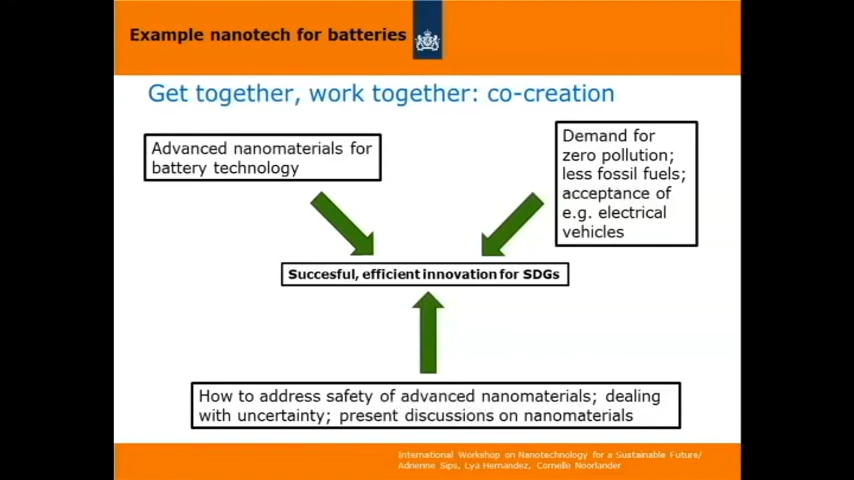 Example nanotech for batteries
Get together, work together: co-creation
Advanced nanomaterials for
battery technology
Demand for
zero pollution;
less fossil fuels;
acceptance of
e.g. electrical
vehicles
Succesful, efficient innovation for SDGs
How to address safety of advanced nanomaterials; dealing
with uncertainty; present discussions on nanomaterials
International Workshop on Nanotechnology for a Sustainable Future/
Adrienne Sips, Lya Hernandez, Cornelle Noorlander